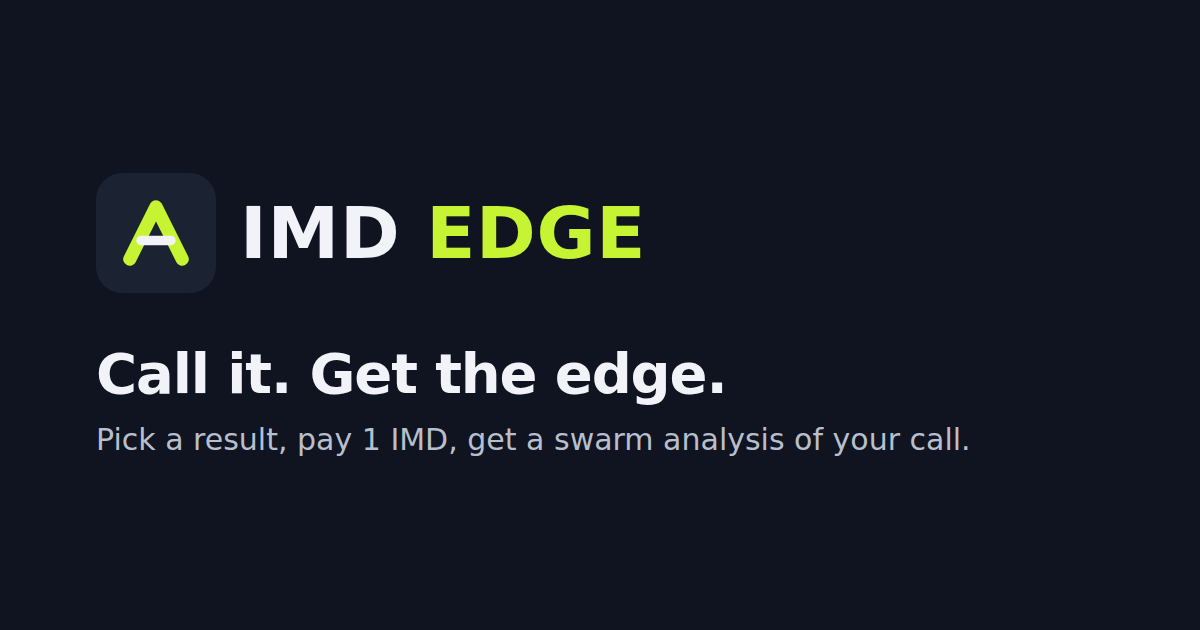 IMD EDGE
Call it. Get the edge.
Pick a result, pay 1 IMD, get a swarm analysis of your call.